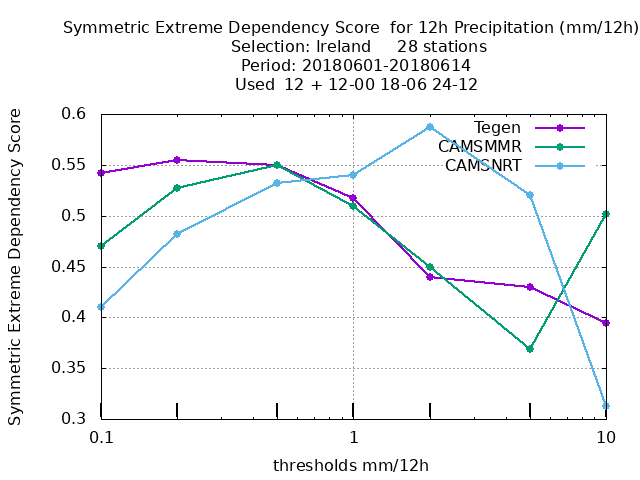 Symmetric Extreme Dependency Score  for 12h Precipitation (mm/12h)
Selection: Ireland     28 stations
Period: 20180601-20180614
Used  12 + 12-00 18-06 24-12
Symmetric Extreme Dependency Score
0.6
0.55
0.5
0.45
0.4
0.35
0.3
Tegen
CAMSMMR
CAMSNRT
0.1
1
10
thresholds mm/12h